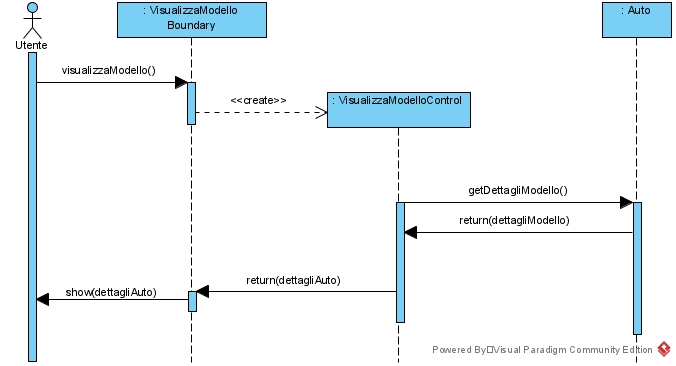 : VisualizzaModello
Boundary
: Auto
Utente
visualizzaModello()
<<create>>
: VisualizzaModelloControl
getDettagliModello()
return(dettagliModello)
return(dettagliAuto)
show(dettagliAuto)
Powered By□Visual Paradigm Community Edition